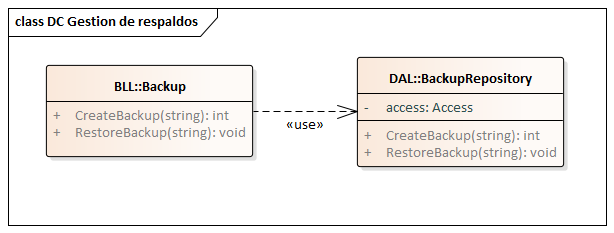 class DC Gestion de respaldos
BLL::Backup
+ CreateBackup(string): int
+ RestoreBackup(string): void
«use»
DAL::BackupRepository
- access: Access
+ CreateBackup(string): int
+ RestoreBackup(string): void